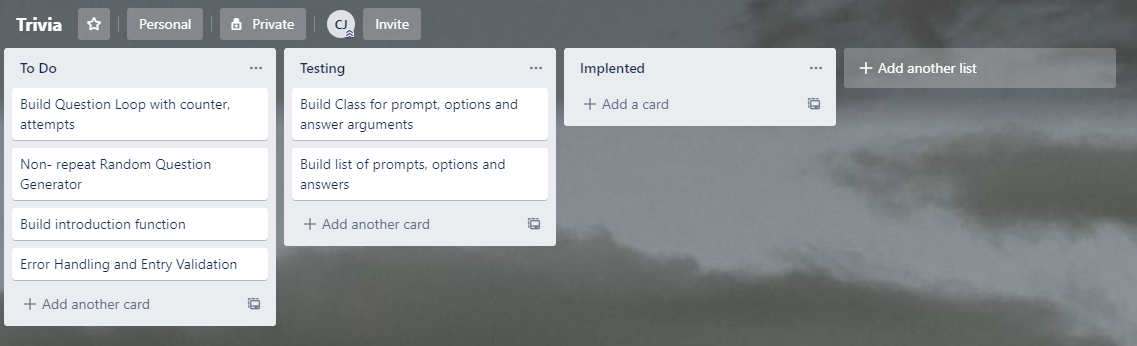 Trivia
Personal
Private
CJ
Invite
To Do
Build Question Loop with counter,
attempts
Non- repeat Random Question
Generator
Build introduction function
Error Handling and Entry Validation
+ Add another card
Testing
Build Class for prompt, options and
answer arguments
Build list of prompts, options and
answers
+ Add another card
Implented
+ Add a card
+ Add another list